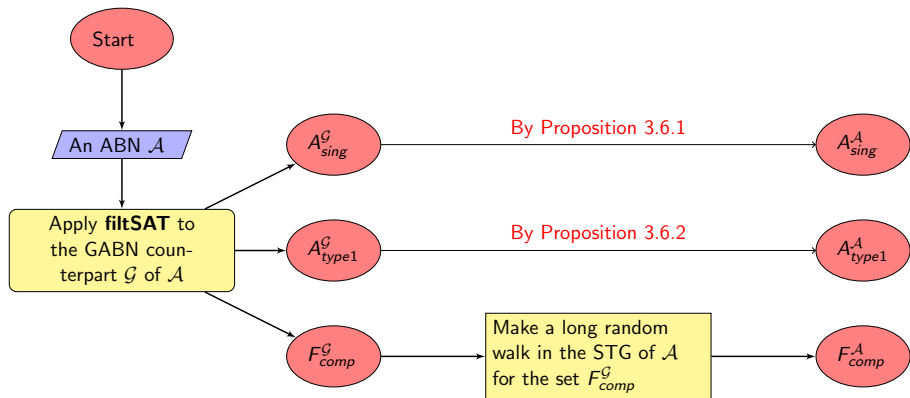 Start
An ABN 𝒜
Apply filtSAT to
the GABN coun-
terpart 𝒢 of 𝒜
A^𝒢_sing
By Proposition 3.6.1
A^𝒜_sing
A^𝒢_type1
By Proposition 3.6.2
A^𝒜_type1
F^𝒢_comp
Make a long random
walk in the STG of 𝒜
for the set F^𝒢_comp
F^𝒜_comp